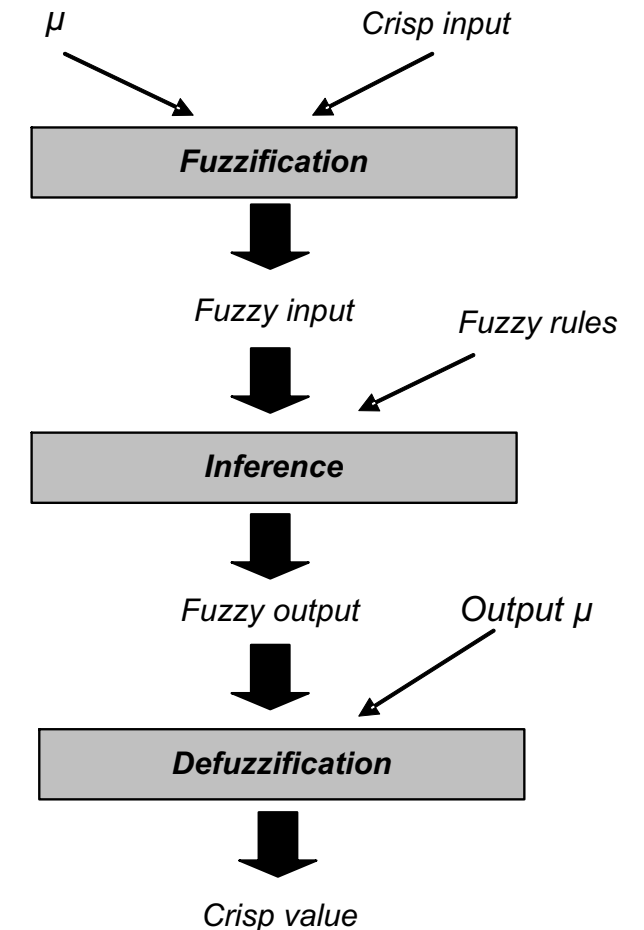 μ
Crisp input
Fuzzification
Fuzzy input
Fuzzy rules
Inference
Fuzzy output
Output μ
Defuzzification
Crisp value